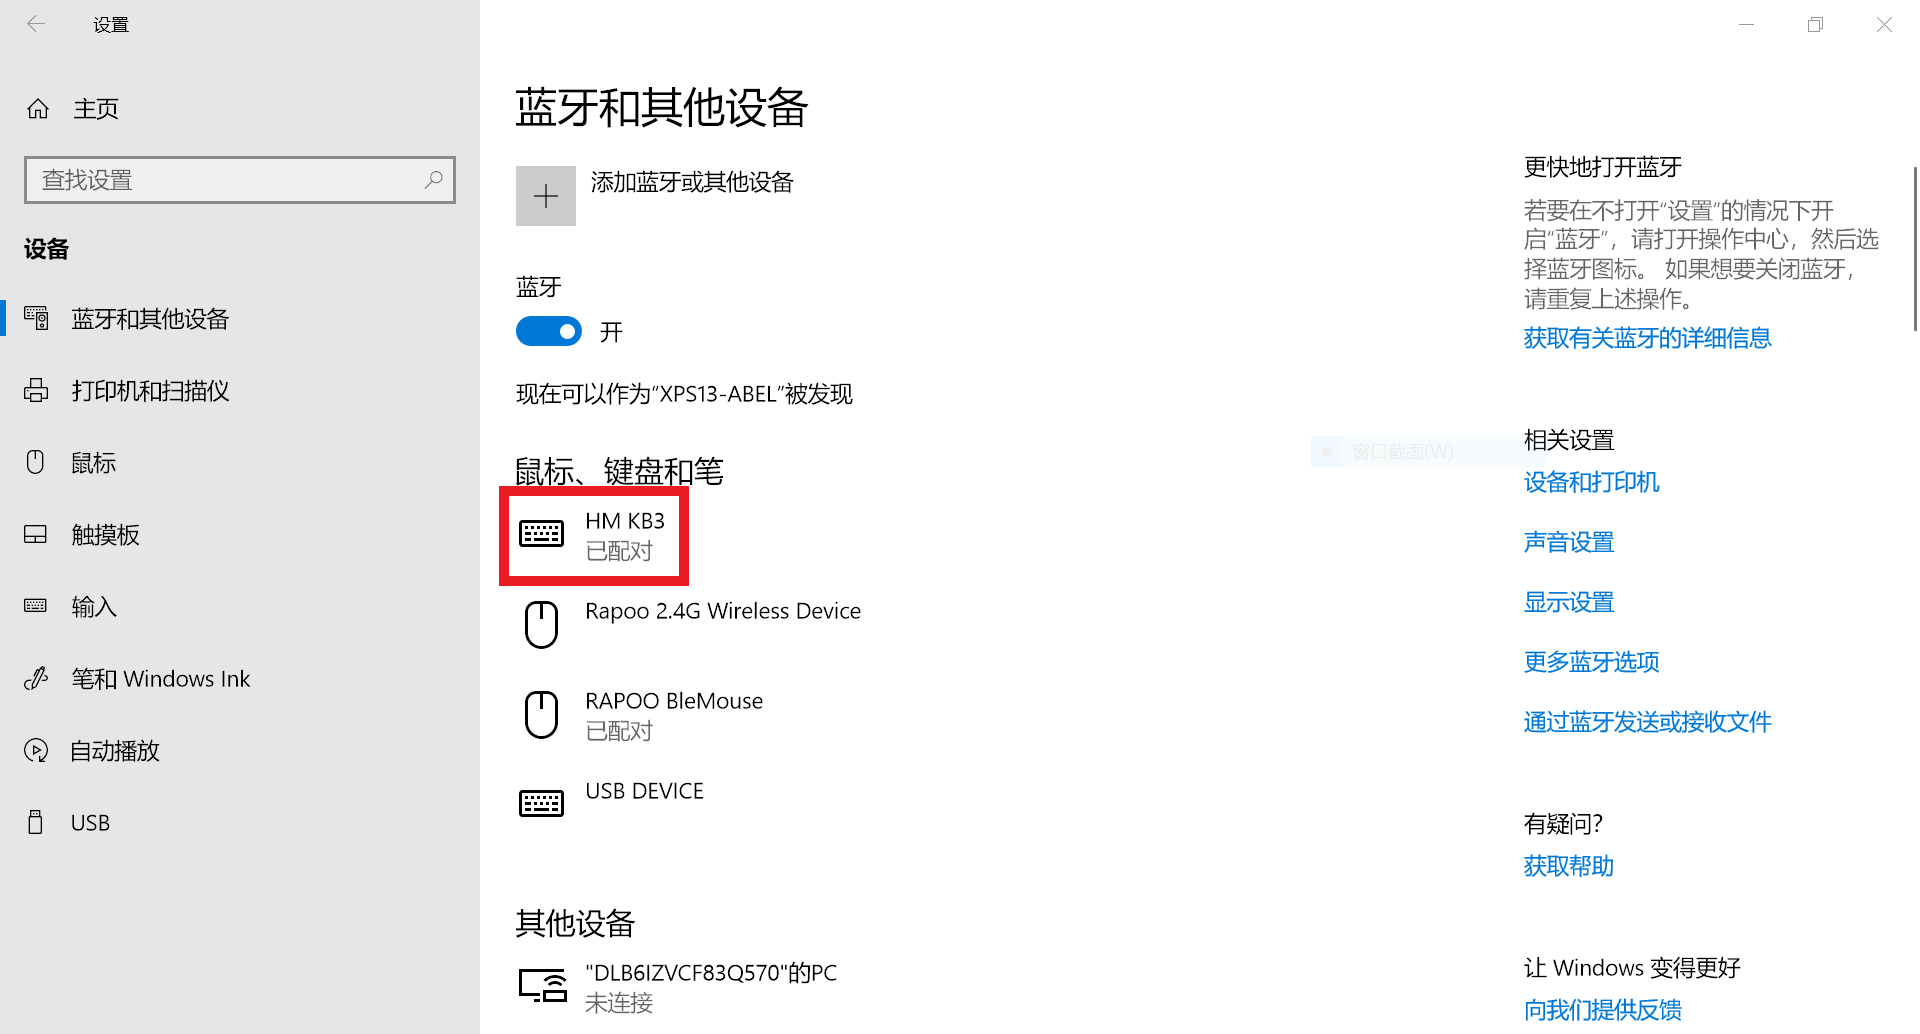 设置
主页
查找设置
设备
蓝牙和其他设备
打印机和扫描仪
鼠标
触摸板
输入
笔和 Windows Ink
自动播放
USB
蓝牙和其他设备
添加蓝牙或其他设备
蓝牙
开
现在可以作为“XPS13-ABEL”被发现
鼠标、键盘和笔
HM KB3
已配对
Rapoo 2.4G Wireless Device
RAPOO BleMouse
已配对
USB DEVICE
其他设备
"DLB6IZVCF83Q570"的PC
未连接
窗口截图(W)
更快地打开蓝牙
若要在不打开“设置”的情况下开
启“蓝牙”，请打开操作中心，然后选
择蓝牙图标。 如果想要关闭蓝牙，
请重复上述操作。
获取有关蓝牙的详细信息
相关设置
设备和打印机
声音设置
显示设置
更多蓝牙选项
通过蓝牙发送或接收文件
有疑问?
获取帮助
让 Windows 变得更好
向我们提供反馈